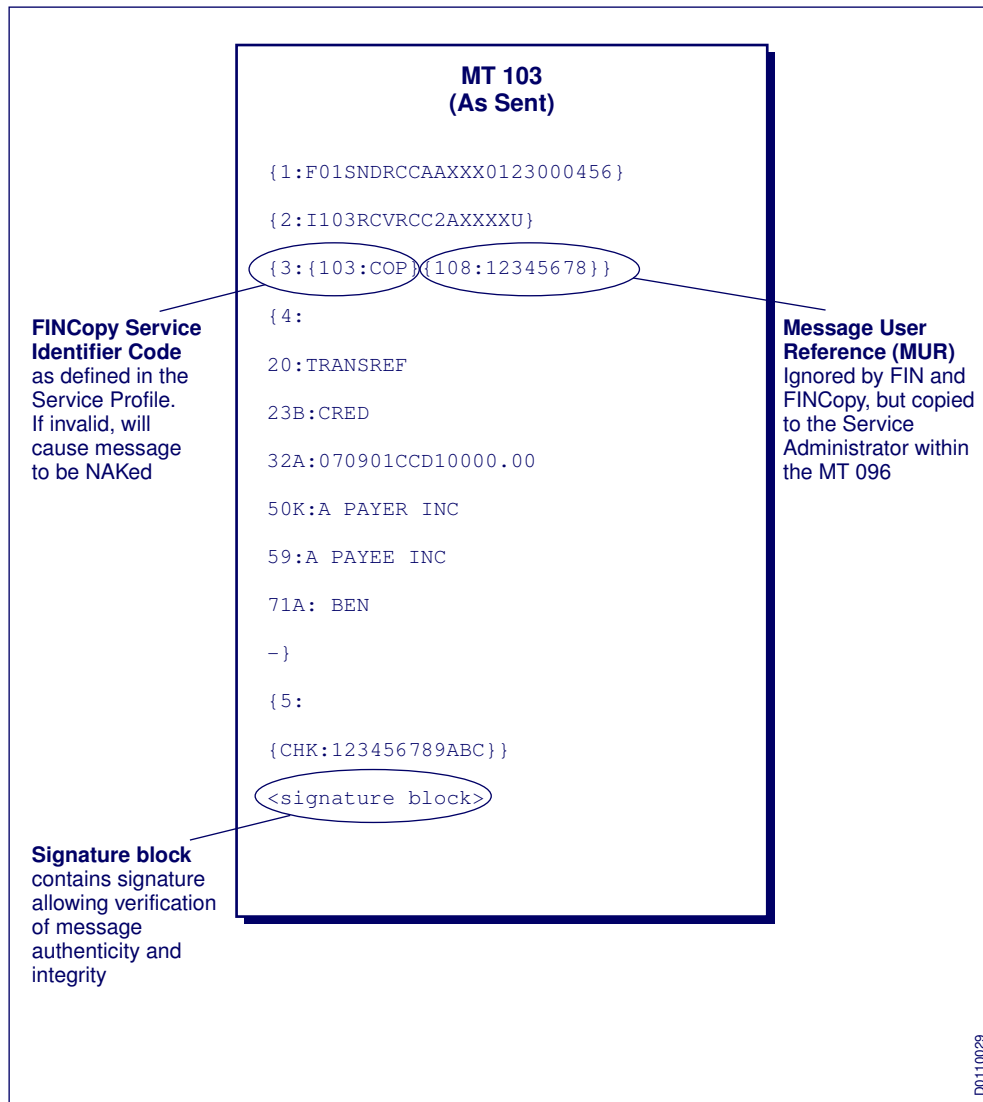 MT 103
(As Sent)
{1:F01SNDRCCAAXXX0123000456}
{2:I103RCVRCC2AXXXXU}
{3:{103:COP}{108:12345678}}
{4:
20:TRANSREF
23B:CRED
32A:070901CCD10000.00
50K:A PAYER INC
59:A PAYEE INC
71A: BEN
-}
{5:
{CHK:123456789ABC}}
<signature block>
FINCopy Service
Identifier Code
as defined in the
Service Profile.
If invalid, will
cause message
to be NAKed
Message User
Reference (MUR)
Ignored by FIN and
FINCopy, but copied
to the Service
Administrator within
the MT 096
Signature block
contains signature
allowing verification
of message
authenticity and
integrity
D0110029